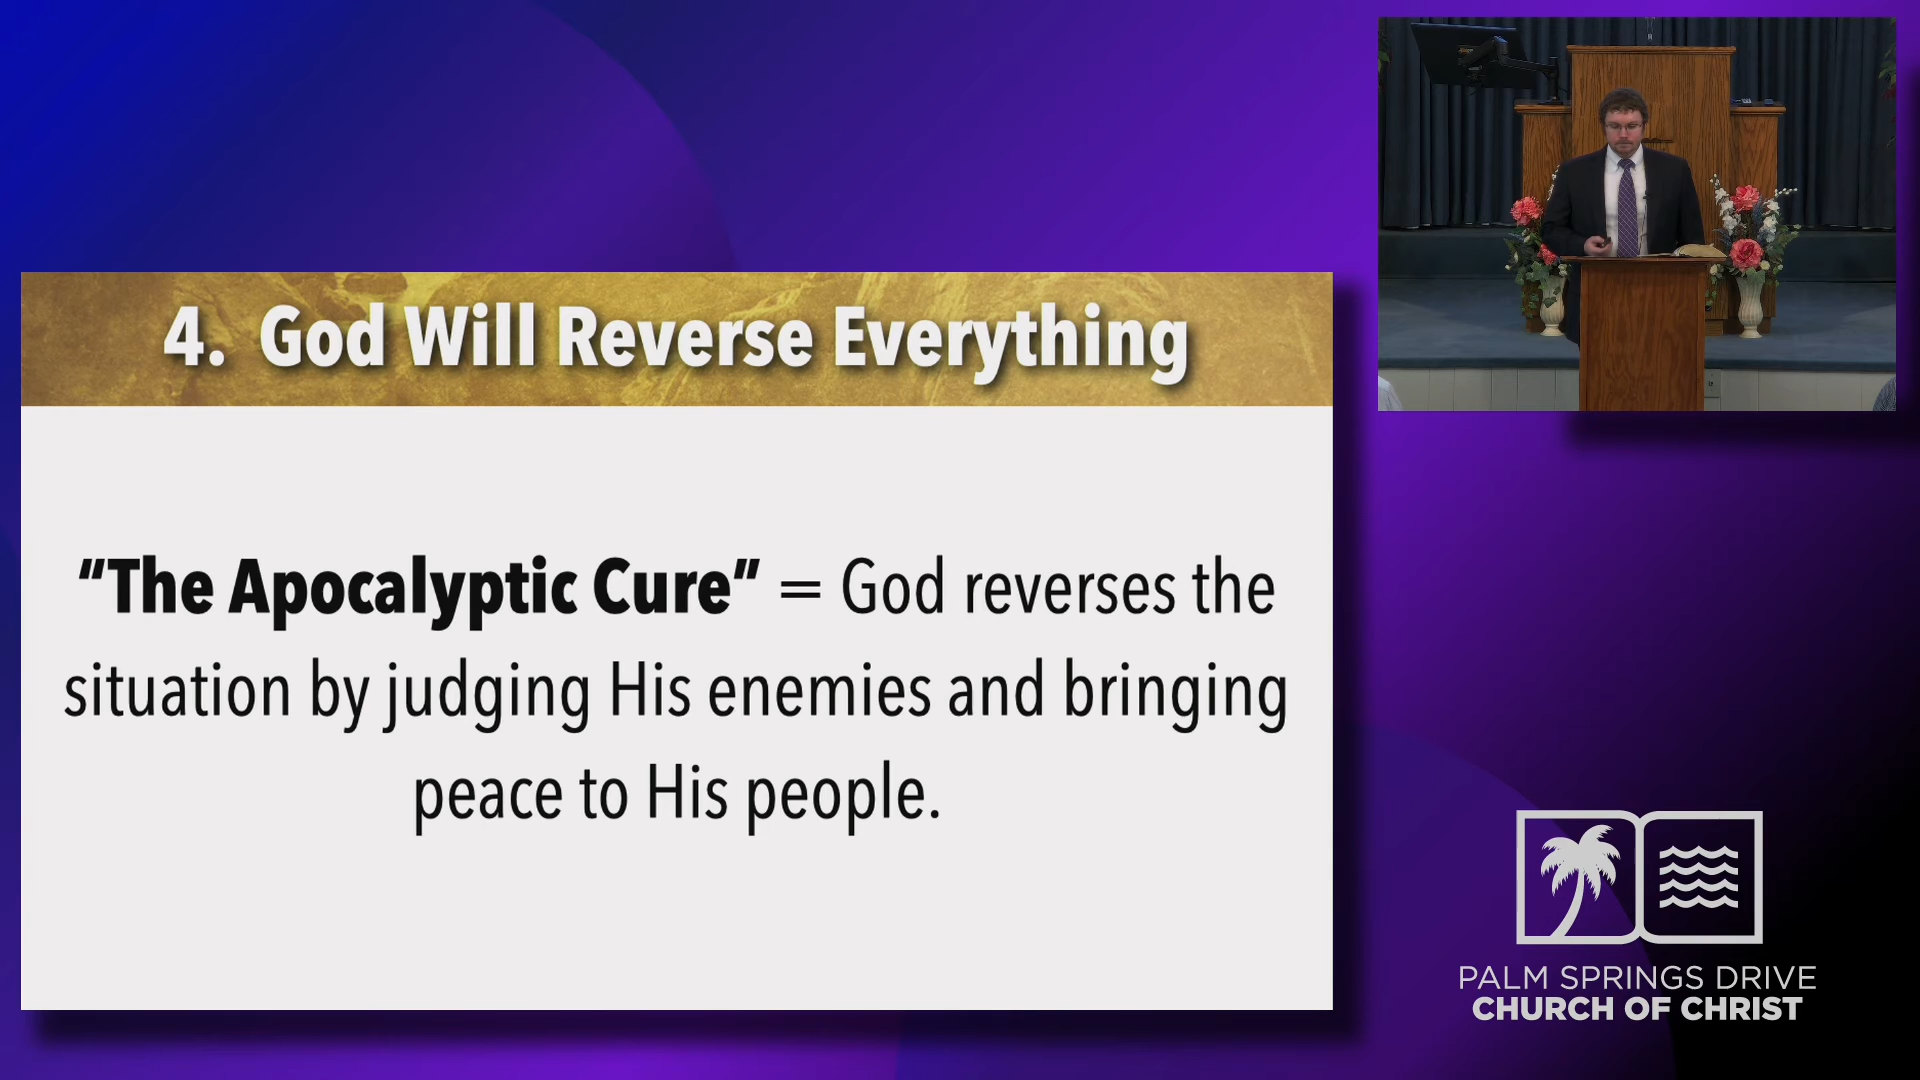 4. God Will Reverse Everything
"The Apocalyptic Cure" = God reverses the
situation by judging His enemies and bringing
peace to His people.
PALM SPRINGS DRIVE
CHURCH OF CHRIST